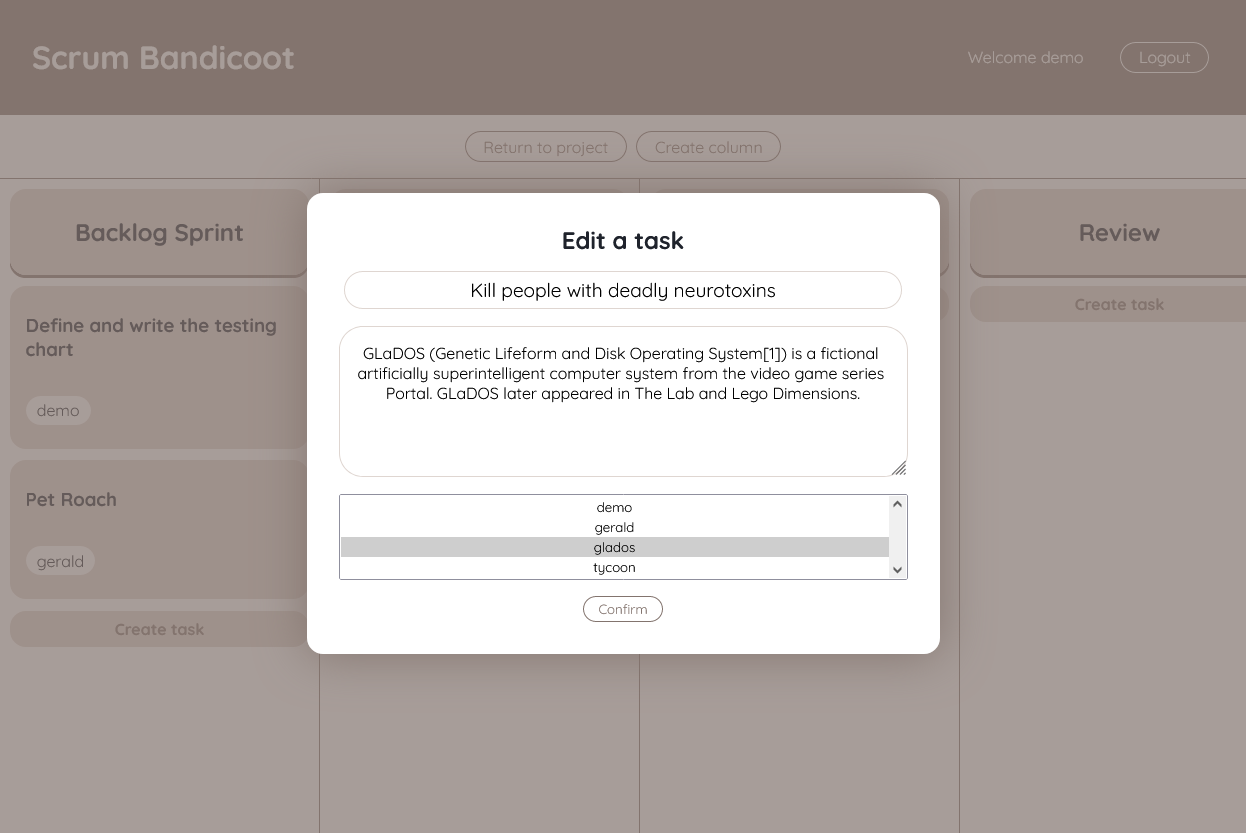 Scrum Bandicoot
Welcome demo
Logout
Return to project
Create column
Backlog Sprint
Review
Define and write the testing
chart
demo
Pet Roach
gerald
Create task
Create task
Edit a task
Kill people with deadly neurotoxins
GLaDOS (Genetic Lifeform and Disk Operating System[1]) is a fictional
artificially superintelligent computer system from the video game series
Portal. GLaDOS later appeared in The Lab and Lego Dimensions.
demo
gerald
glados
tycoon
Confirm